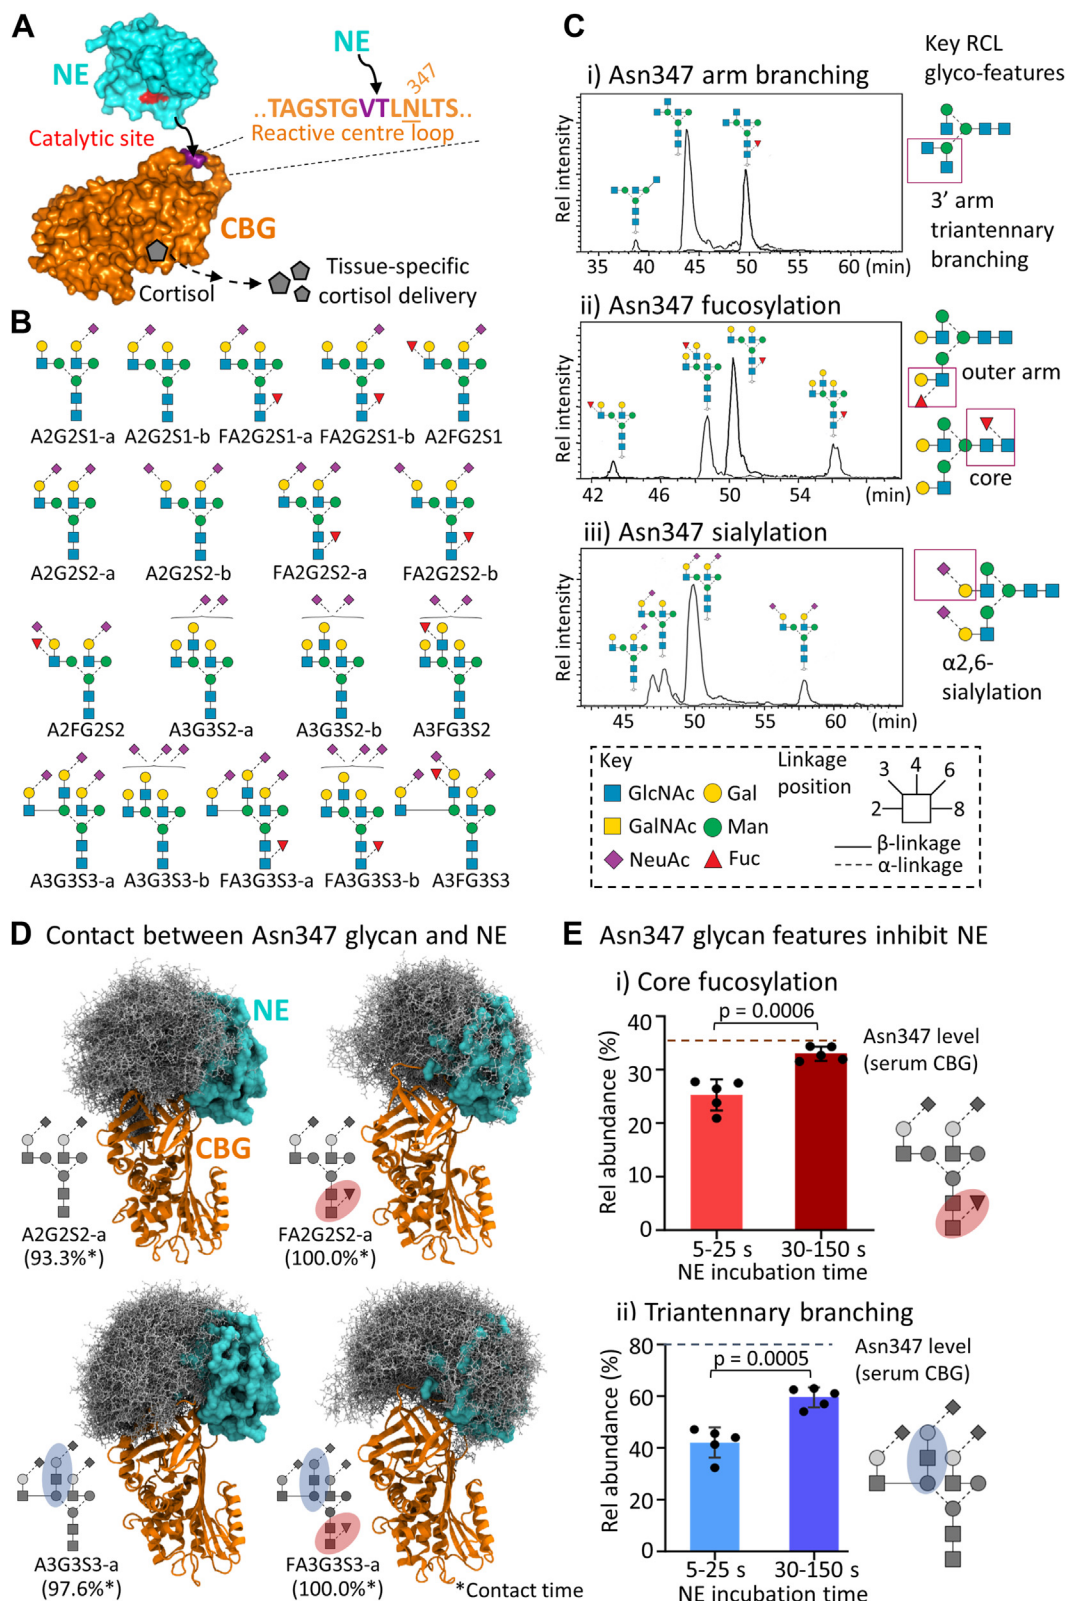 A
NE
Catalytic site
NE
347
..TAGSTGVTLNLTS..
Reactive centre loop
CBG
Cortisol
Tissue-specific
cortisol delivery
B
A2G2S1-a
A2G2S1-b
FA2G2S1-a
FA2G2S1-b
A2FG2S1
A2G2S2-a
A2G2S2-b
FA2G2S2-a
FA2G2S2-b
A2FG2S2
A3G3S2-a
A3G3S2-b
A3FG3S2
A3G3S3-a
A3G3S3-b
FA3G3S3-a
FA3G3S3-b
A3FG3S3
C
Key RCL
glyco-features
i) Asn347 arm branching
Rel intensity
35 40 45 50 55 60 (min)
3' arm
triantennary
branching
ii) Asn347 fucosylation
Rel intensity
42 46 50 54 (min)
outer arm
core
iii) Asn347 sialylation
Rel intensity
45 50 55 60 (min)
α2,6-
sialylation
Key
GlcNAc
Gal
GalNAc
Man
NeuAc
Fuc
Linkage
position
3 4 6
2 8
β-linkage
α-linkage
D Contact between Asn347 glycan and NE
NE
CBG
A2G2S2-a
(93.3%*)
FA2G2S2-a
(100.0%*)
A3G3S3-a
(97.6%*)
FA3G3S3-a
(100.0%*)
*Contact time
E Asn347 glycan features inhibit NE
i) Core fucosylation
p = 0.0006
Rel abundance (%)
40
30
20
10
0
5-25 s 30-150 s
NE incubation time
Asn347 level
(serum CBG)
ii) Triantennary branching
p = 0.0005
Rel abundance (%)
80
60
40
20
0
5-25 s 30-150 s
NE incubation time
Asn347 level
(serum CBG)